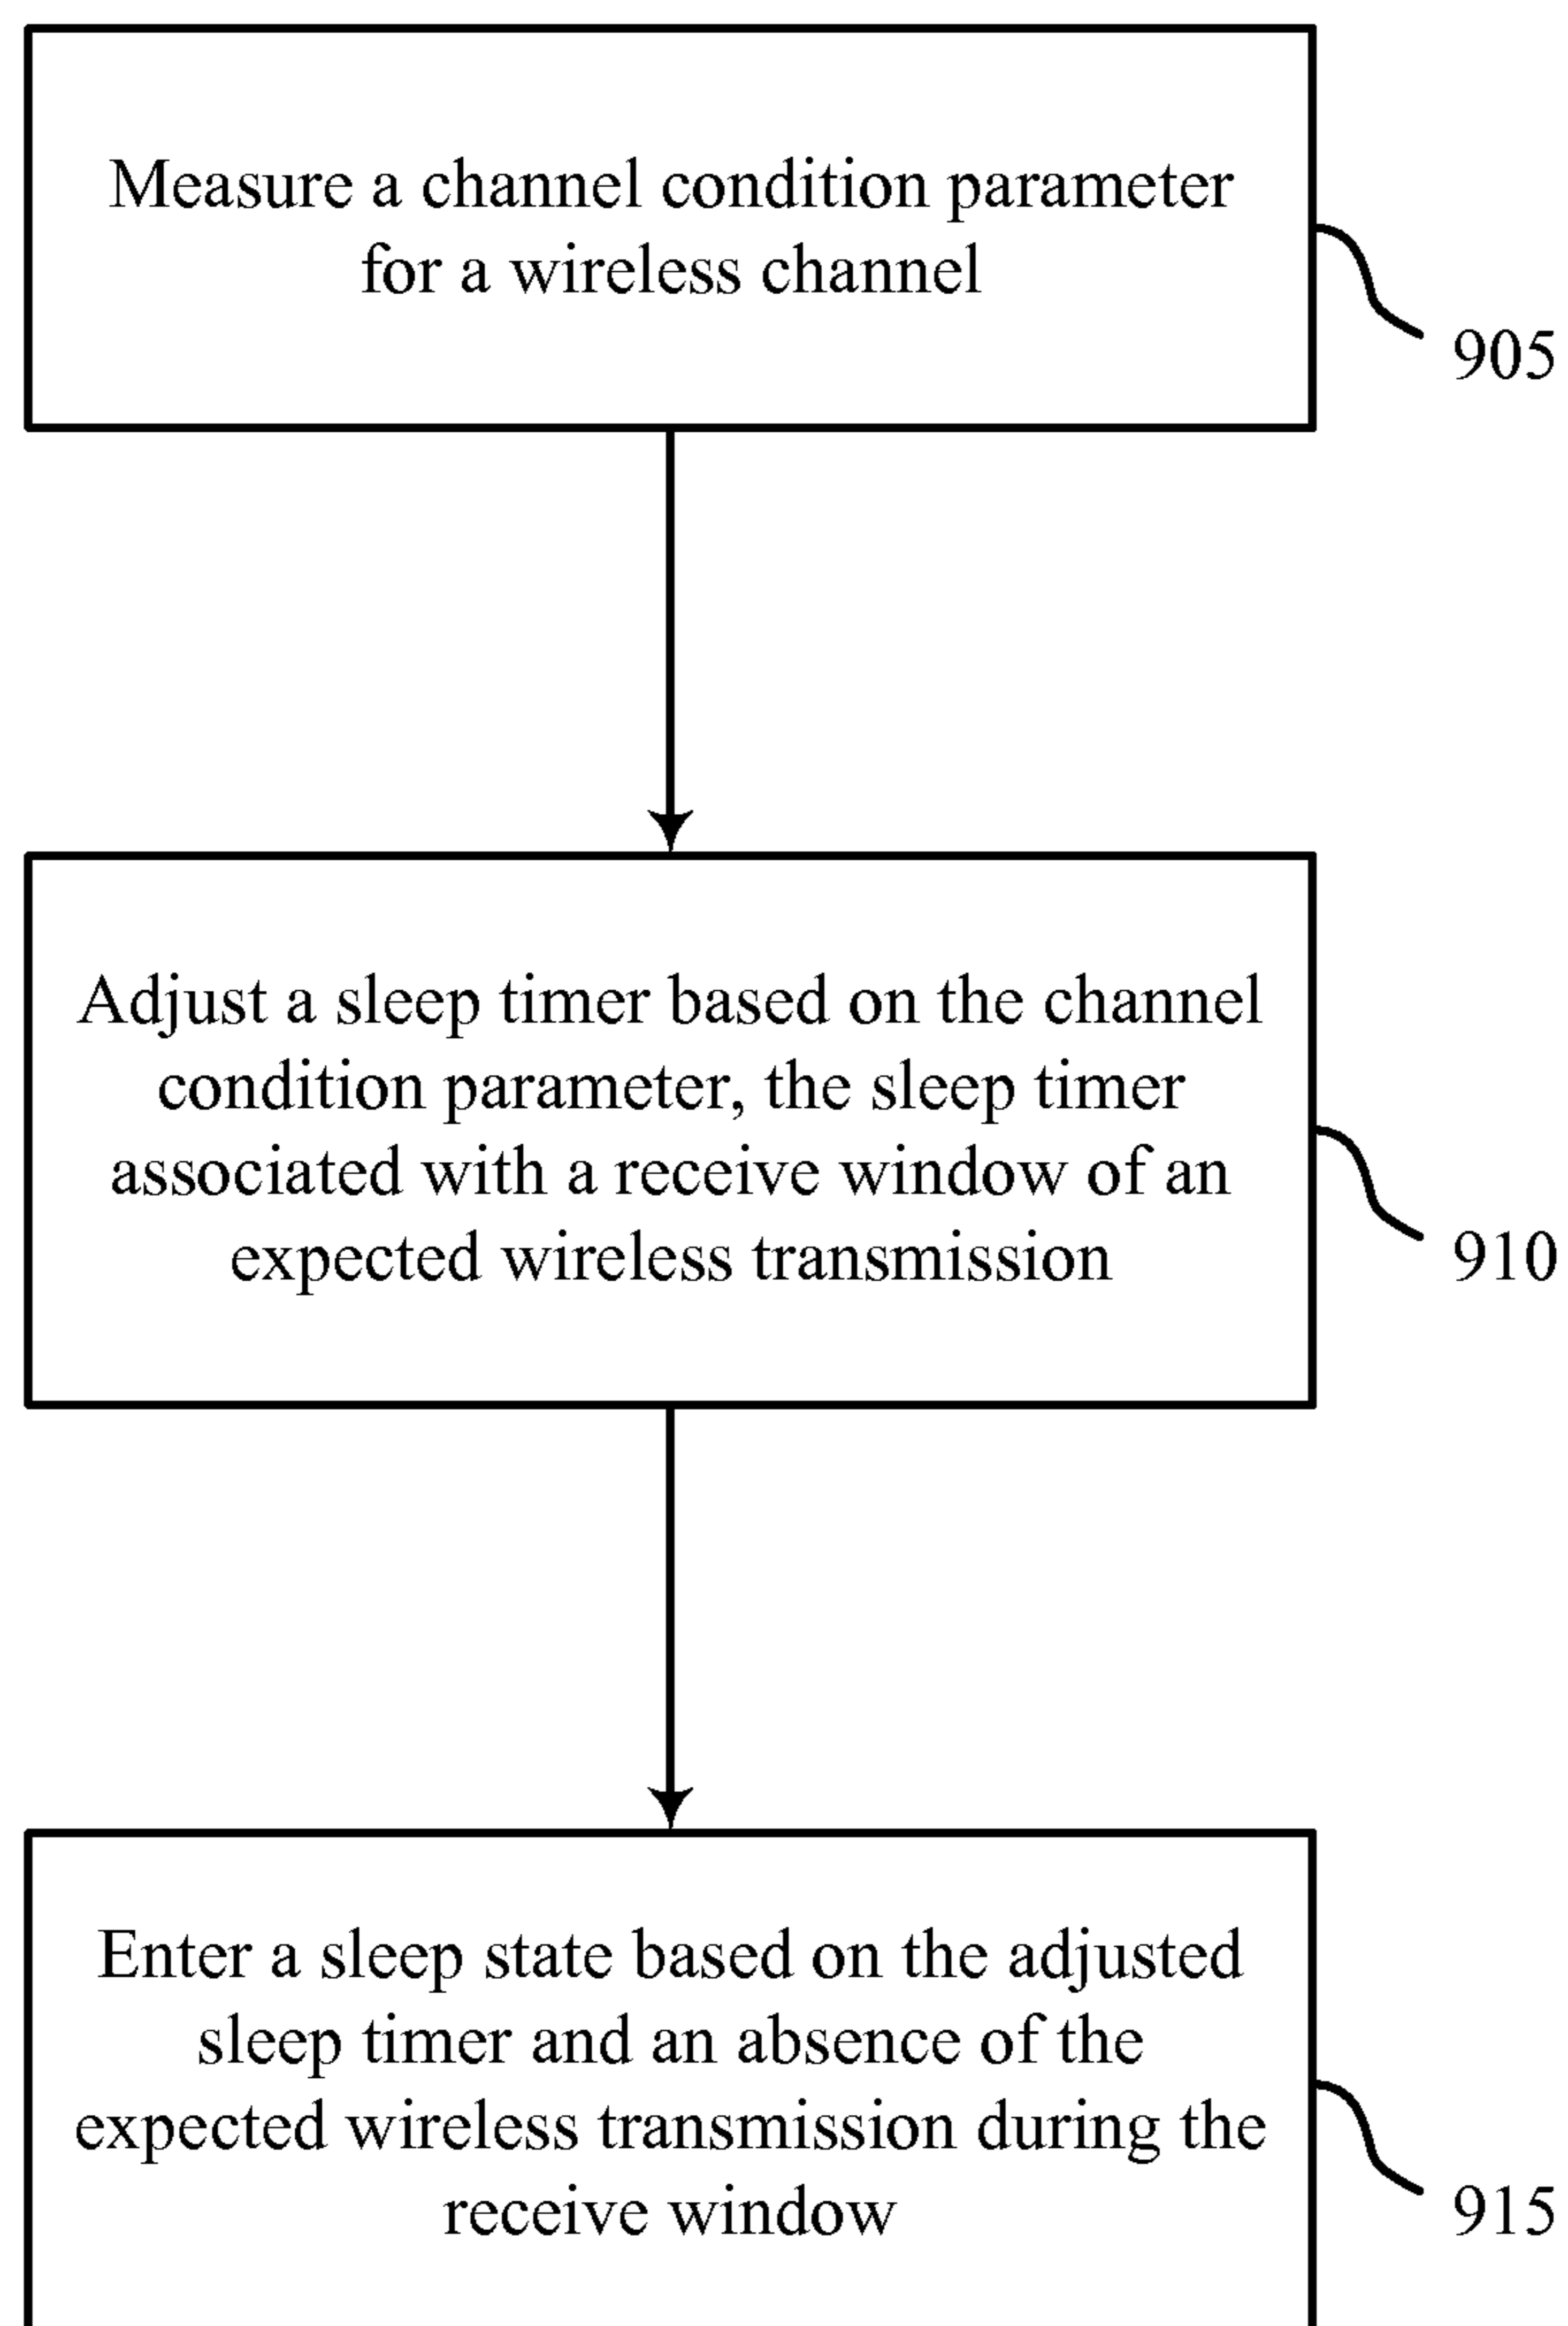 Measure a channel condition parameter
for a wireless channel
905
Adjust a sleep timer based on the channel
condition parameter, the sleep timer
associated with a receive window of an
expected wireless transmission
910
Enter a sleep state based on the adjusted
sleep timer and an absence of the
expected wireless transmission during the
receive window
915